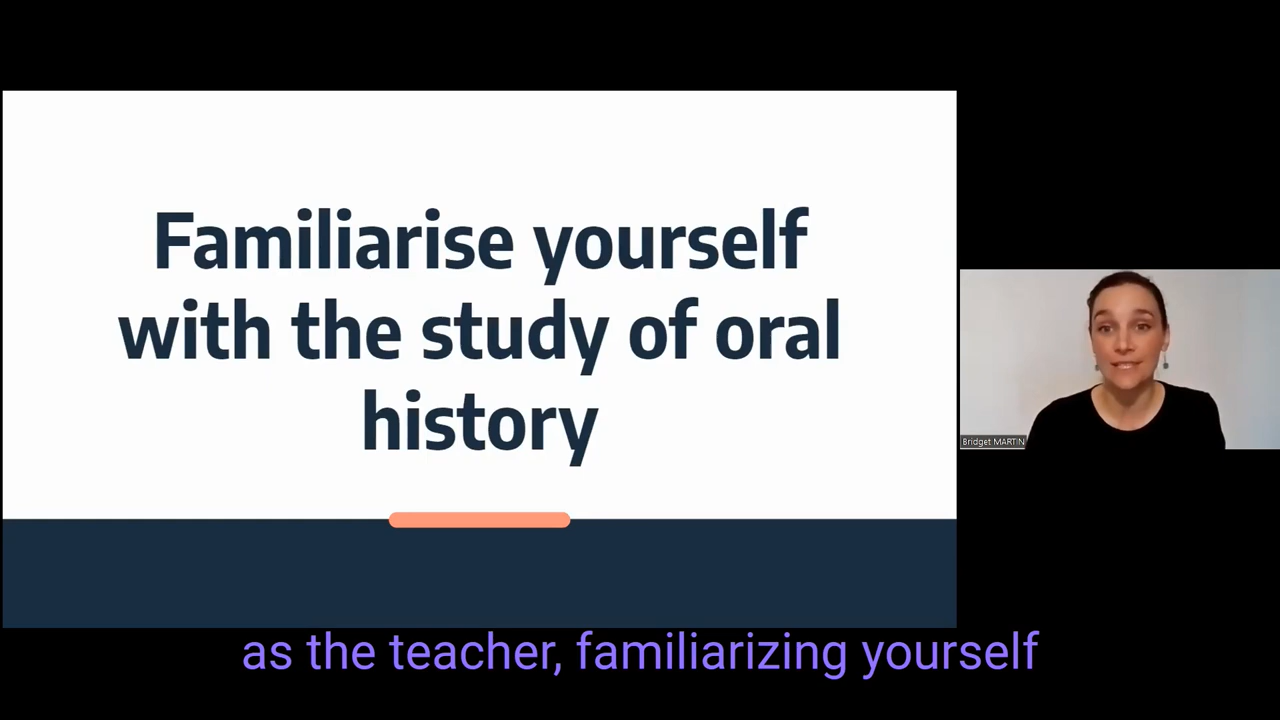 Familiarise yourself
with the study of oral
history
Bridget MARTIN
as the teacher, familiarizing yourself